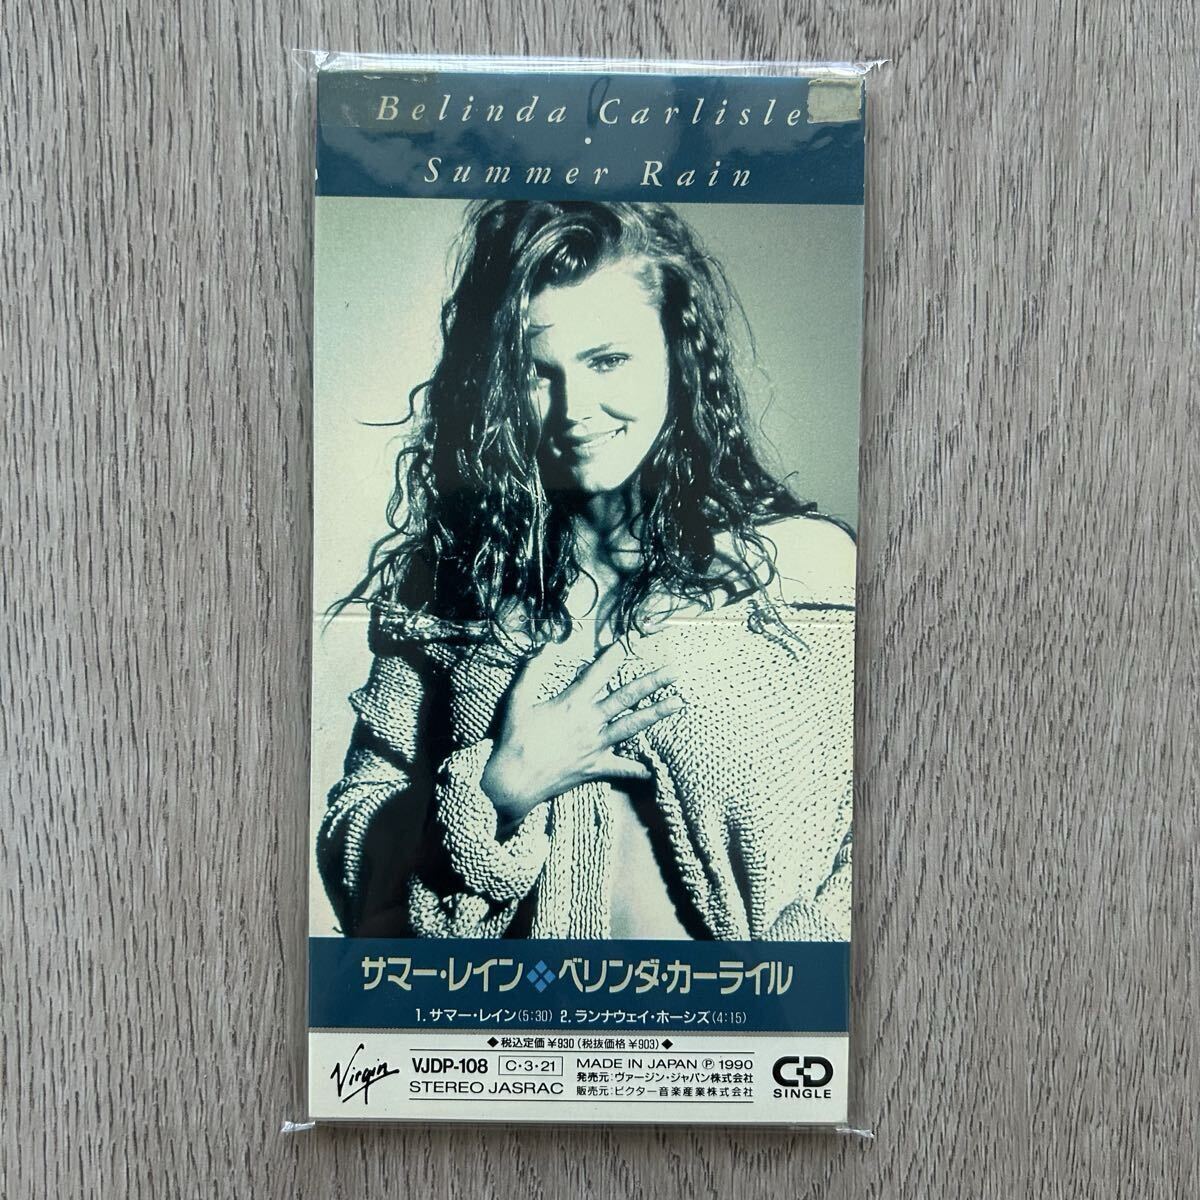 Belinda Carlisle
•
Summer Rain
サマー・レイン❖ベリンダ・カーライル
1. サマー・レイン(5:30) 2. ランナウェイ・ホーシズ(4:15)
◆税込定価¥930(税抜価格¥903)◆
Virgin
VJDP-108 C・3・21
STEREO JASRAC
MADE IN JAPAN Ⓟ1990
発売元:ヴァージン・ジャパン株式会社
販売元:ビクター音楽産業株式会社
CD
SINGLE